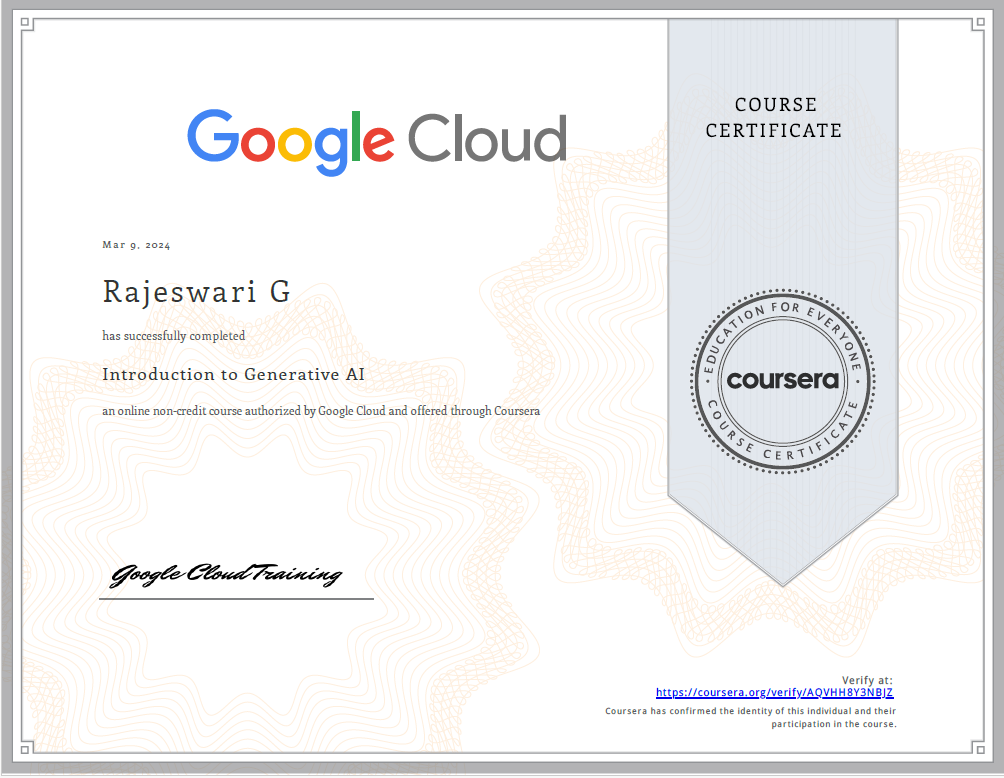 Google Cloud
COURSE
CERTIFICATE
Mar 9, 2024
Rajeswari G
has successfully completed
Introduction to Generative AI
an online non-credit course authorized by Google Cloud and offered through Coursera
EDUCATION FOR EVERYONE
coursera
COURSE CERTIFICATE
Google Cloud Training
Verify at:
https://coursera.org/verify/AQVHH8Y3NBJZ
Coursera has confirmed the identity of this individual and their
participation in the course.